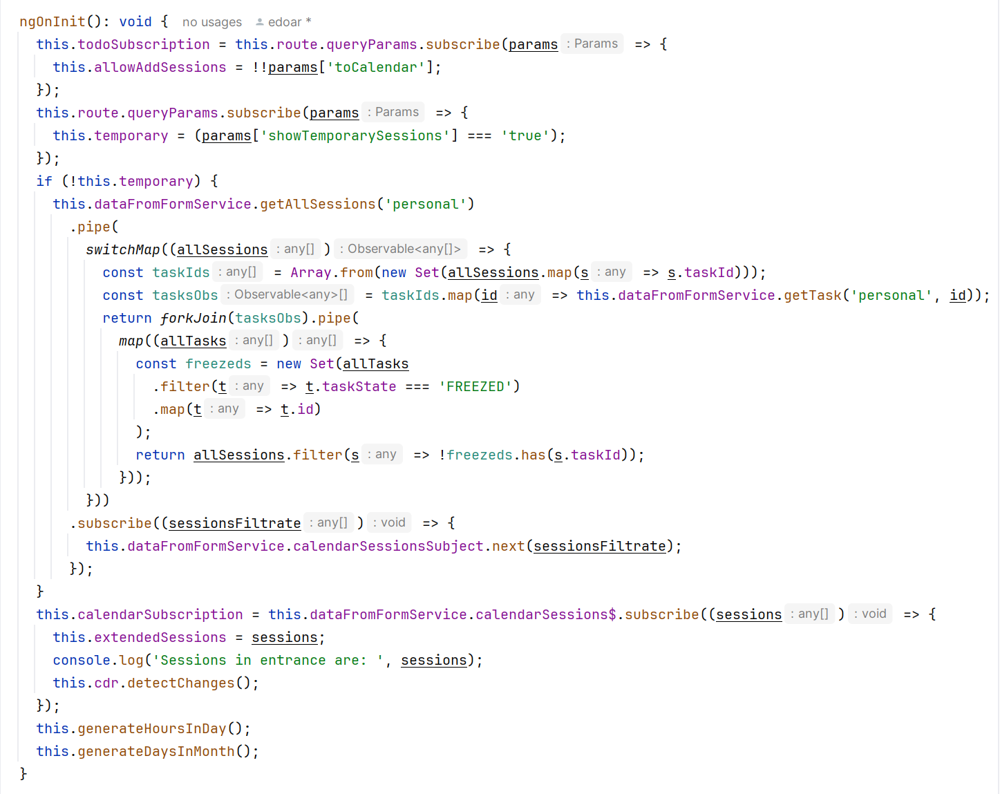 ngOnInit(): void {  no usages  edoar *
  this.todoSubscription = this.route.queryParams.subscribe(params : Params  => {
    this.allowAddSessions = !!params['toCalendar'];
  });
  this.route.queryParams.subscribe(params : Params  => {
    this.temporary = (params['showTemporarySessions'] === 'true');
  });
  if (!this.temporary) {
    this.dataFromFormService.getAllSessions('personal')
      .pipe(
        switchMap((allSessions : any[] ) : Observable<any[]>  => {
          const taskIds : any[]  = Array.from(new Set(allSessions.map(s : any  => s.taskId)));
          const tasksObs : Observable<any>[]  = taskIds.map(id : any  => this.dataFromFormService.getTask('personal', id));
          return forkJoin(tasksObs).pipe(
            map((allTasks : any[] ) : any[]  => {
              const freezeds = new Set(allTasks
                .filter(t : any  => t.taskState === 'FREEZED')
                .map(t : any  => t.id)
              );
              return allSessions.filter(s : any  => !freezeds.has(s.taskId));
            }));
        }))
      .subscribe((sessionsFiltrate : any[] ) : void  => {
        this.dataFromFormService.calendarSessionsSubject.next(sessionsFiltrate);
      });
  }
  this.calendarSubscription = this.dataFromFormService.calendarSessions$.subscribe((sessions : any[] ) : void  => {
    this.extendedSessions = sessions;
    console.log('Sessions in entrance are: ', sessions);
    this.cdr.detectChanges();
  });
  this.generateHoursInDay();
  this.generateDaysInMonth();
}